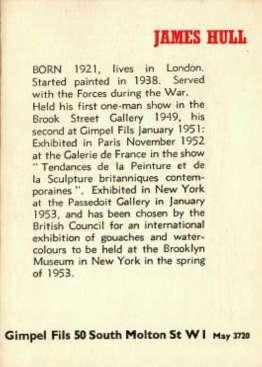 JAMES HULL
BORN 1921, lives in London.
Started painted in 1938. Served
with the Forces during the War.
Held his first one-man show in the
Brook Street Gallery 1949, his
second at Gimpel Fils January 1951:
Exhibited in Paris November 1952
at the Galerie de France in the show
" Tendances de la Peinture et de
la Sculpture britanniques contem-
poraines ". Exhibited in New York
at the Passedoit Gallery in January
1953, and has been chosen by the
British Council for an international
exhibition of gouaches and water-
colours to be held at the Brooklyn
Museum in New York in the spring
of 1953.
Gimpel Fils 50 South Molton St W1 May 3720